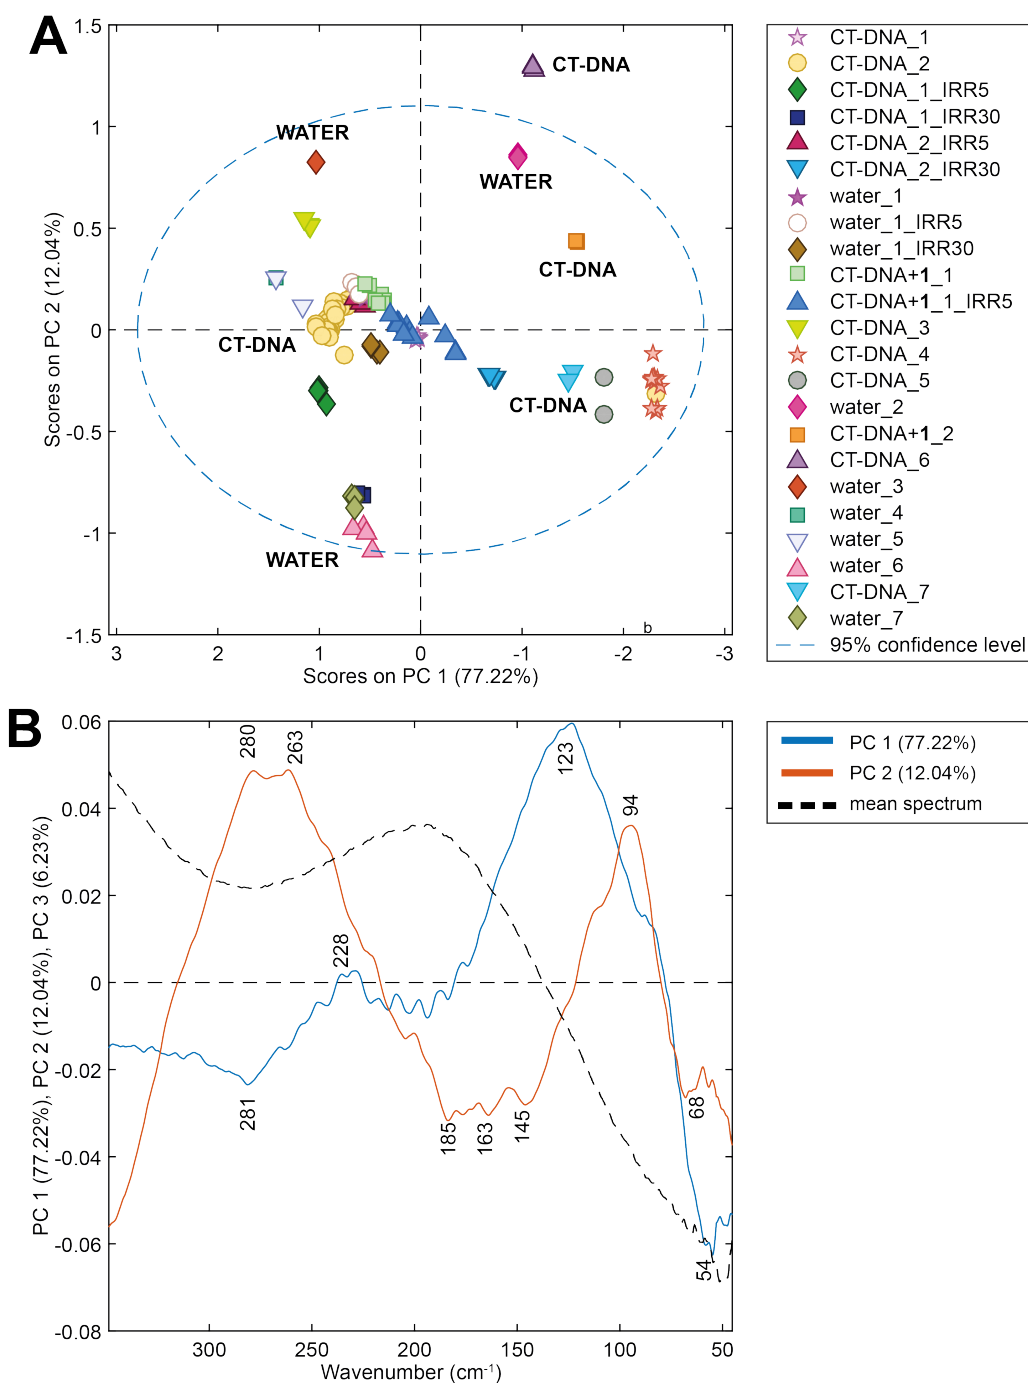 A
1.5
1
0.5
0
-0.5
-1
-1.5
Scores on PC 2 (12.04%)
3
2
1
0
-1
-2
-3
Scores on PC 1 (77.22%)
CT-DNA
WATER
WATER
CT-DNA
CT-DNA
CT-DNA
WATER
b
CT-DNA_1
CT-DNA_2
CT-DNA_1_IRR5
CT-DNA_1_IRR30
CT-DNA_2_IRR5
CT-DNA_2_IRR30
water_1
water_1_IRR5
water_1_IRR30
CT-DNA+1_1
CT-DNA+1_1_IRR5
CT-DNA_3
CT-DNA_4
CT-DNA_5
water_2
CT-DNA+1_2
CT-DNA_6
water_3
water_4
water_5
water_6
CT-DNA_7
water_7
95% confidence level
B
0.06
0.04
0.02
0
-0.02
-0.04
-0.06
-0.08
PC 1 (77.22%), PC 2 (12.04%), PC 3 (6.23%)
280
263
123
94
228
281
185
163
145
68
54
300
250
200
150
100
50
Wavenumber (cm⁻¹)
PC 1 (77.22%)
PC 2 (12.04%)
mean spectrum